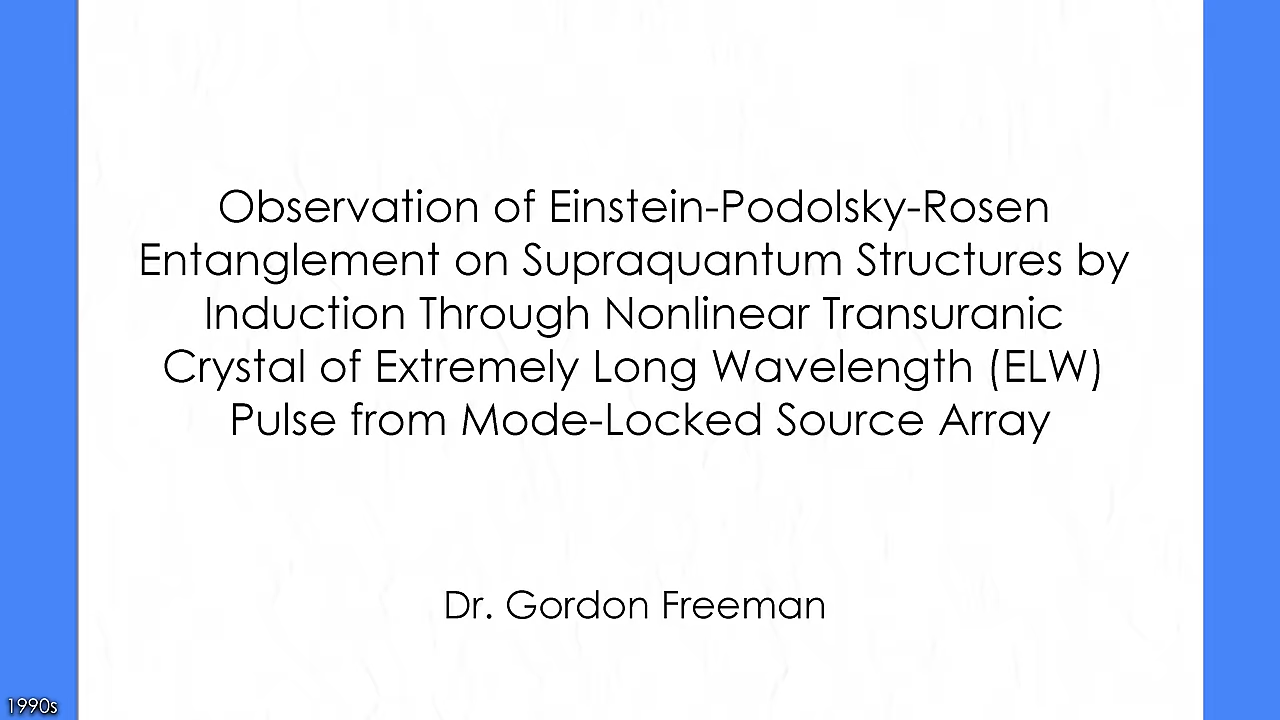 Observation of Einstein-Podolsky-Rosen
Entanglement on Supraquantum Structures by
Induction Through Nonlinear Transuranic
Crystal of Extremely Long Wavelength (ELW)
Pulse from Mode-Locked Source Array
Dr. Gordon Freeman
1990s